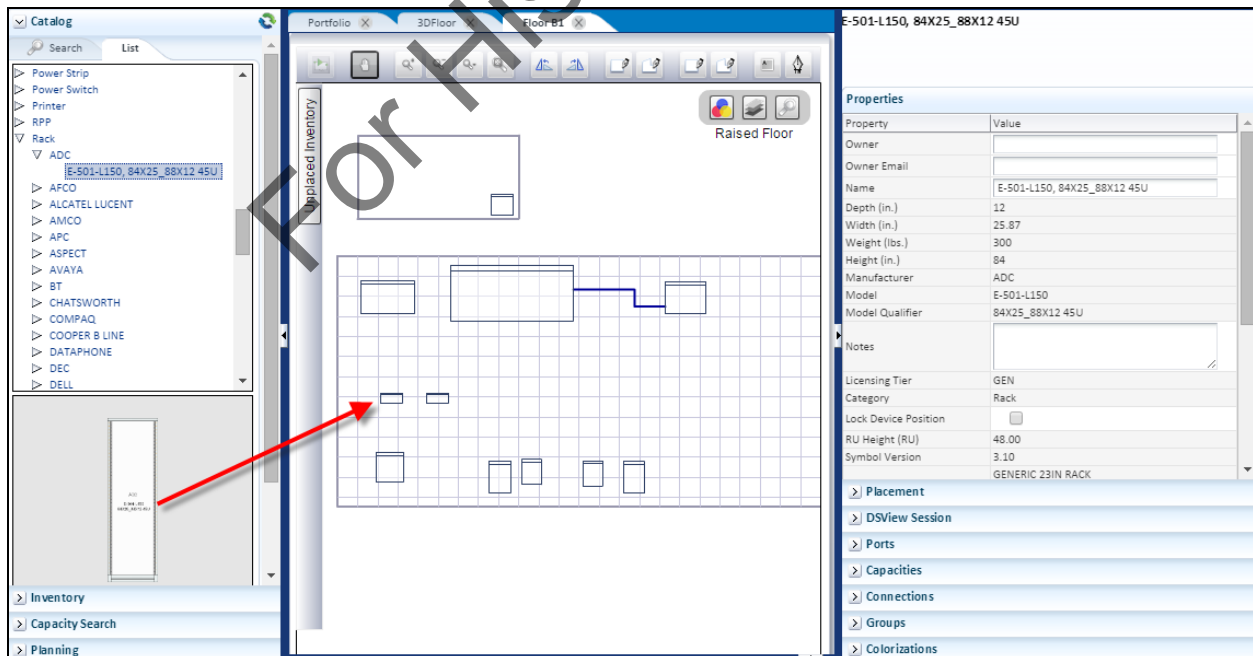 Catalog
Search List
Power Strip
Power Switch
Printer
RPP
Rack
ADC
E-501-L150, 84X25_88X12 45U
AFCO
ALCATEL LUCENT
AMCO
APC
ASPECT
AVAYA
BT
CHATSWORTH
COMPAQ
COOPER B LINE
DATAPHONE
DEC
DELL
ADC
Inventory
Capacity Search
Planning
Portfolio 3DFloor Floor B1
Unplaced Inventory
Raised Floor
For His
E-501-L150, 84X25_88X12 45U
Properties
Property Value
Owner
Owner Email
Name E-501-L150, 84X25_88X12 45U
Depth (in.) 12
Width (in.) 25.87
Weight (lbs.) 300
Height (in.) 84
Manufacturer ADC
Model E-501-L150
Model Qualifier 84X25_88X12 45U
Notes
Licensing Tier GEN
Category Rack
Lock Device Position
RU Height (RU) 48.00
Symbol Version 3.10
GENERIC 23IN RACK
Placement
DSView Session
Ports
Capacities
Connections
Groups
Colorizations